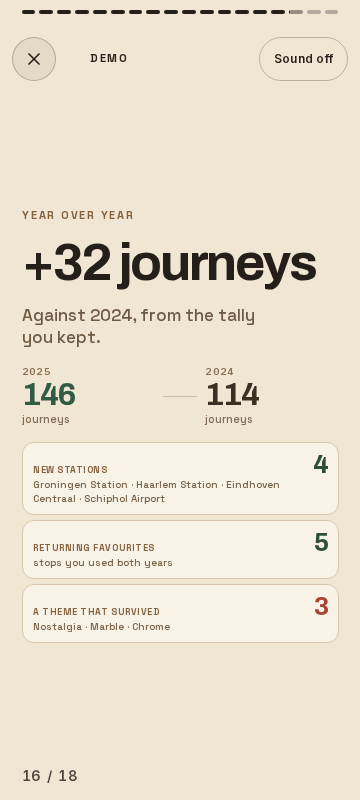 DEMO
Sound off
YEAR OVER YEAR
+32 journeys
Against 2024, from the tally
you kept.
2025
146
journeys
2024
114
journeys
NEW STATIONS
4
Groningen Station · Haarlem Station · Eindhoven
Centraal · Schiphol Airport
RETURNING FAVOURITES
5
stops you used both years
A THEME THAT SURVIVED
3
Nostalgia · Marble · Chrome
16 / 18